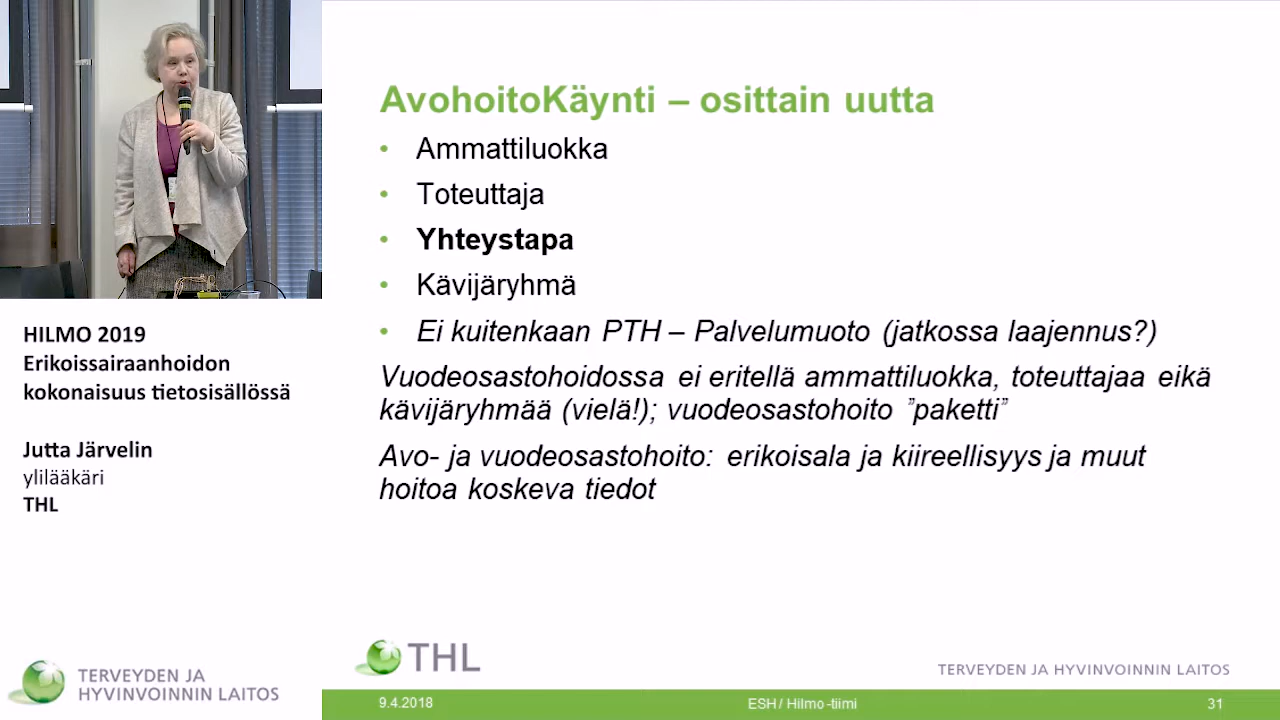 HILMO 2019
Erikoissairaanhoidon
kokonaisuus tietosisällössä
Jutta Järvelin
ylilääkäri
THL
TERVEYDEN JA
HYVINVOINNIN LAITOS
AvohoitoKäynti – osittain uutta
• Ammattiluokka
• Toteuttaja
• Yhteystapa
• Kävijäryhmä
• Ei kuitenkaan PTH – Palvelumuoto (jatkossa laajennus?)
Vuodeosastohoidossa ei eritellä ammattiluokka, toteuttajaa eikä
kävijäryhmää (vielä!); vuodeosastohoito ”paketti”
Avo- ja vuodeosastohoito: erikoisala ja kiireellisyys ja muut
hoitoa koskeva tiedot
THL
TERVEYDEN JA HYVINVOINNIN LAITOS
9.4.2018
ESH / Hilmo -tiimi
31